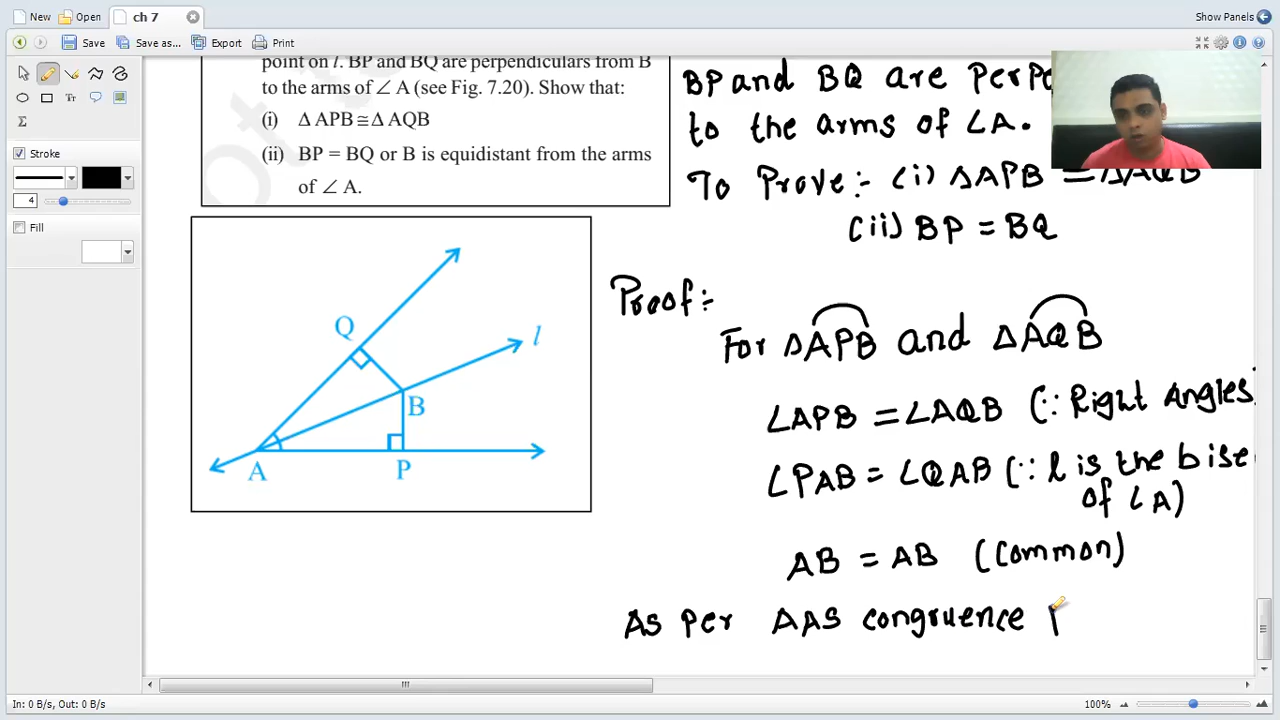 New Open ch 7 Show Panels
Save Save as... Export Print
point on l. BP and BQ are perpendiculars from B
to the arms of ∠ A (see Fig. 7.20). Show that:
(i) Δ APB ≅ Δ AQB
(ii) BP = BQ or B is equidistant from the arms
of ∠ A.
BP and BQ are perpe
to the arms of ∠A.
To Prove:- (i) ΔAPB ≅ ΔAQB
(ii) BP = BQ
Stroke
4
Fill
Tr
Σ
Q
l
B
A
P
Proof:-
For ΔAPB and ΔAQB
∠APB = ∠AQB (∵ Right Angles)
∠PAB = ∠QAB (∵ l is the bise
of ∠A)
AB = AB (Common)
As per AAS congruence
In: 0 B/s, Out: 0 B/s
100%